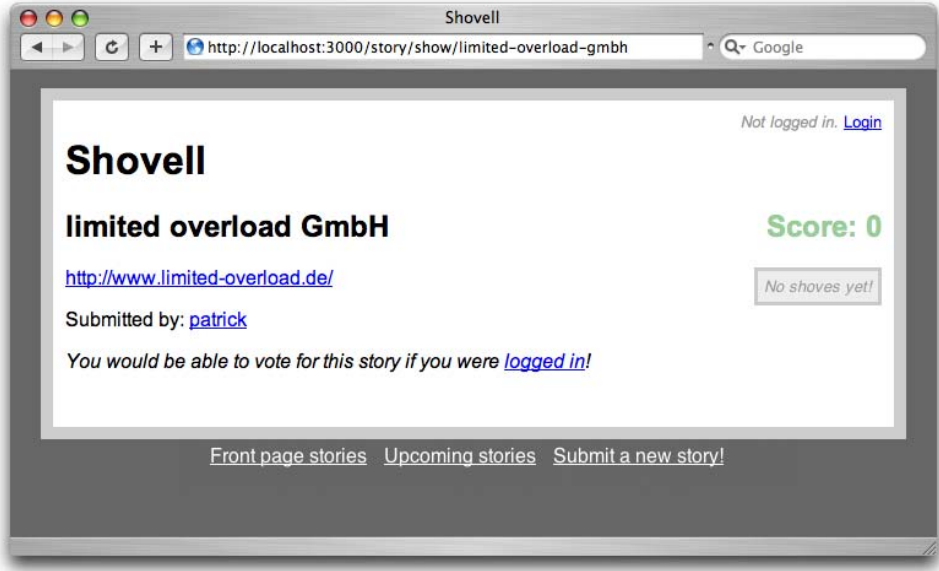 Shovell
http://localhost:3000/story/show/limited-overload-gmbh
Google
Not logged in. Login
Shovell
limited overload GmbH
Score: 0
http://www.limited-overload.de/
No shoves yet!
Submitted by: patrick
You would be able to vote for this story if you were logged in!
Front page stories Upcoming stories Submit a new story!